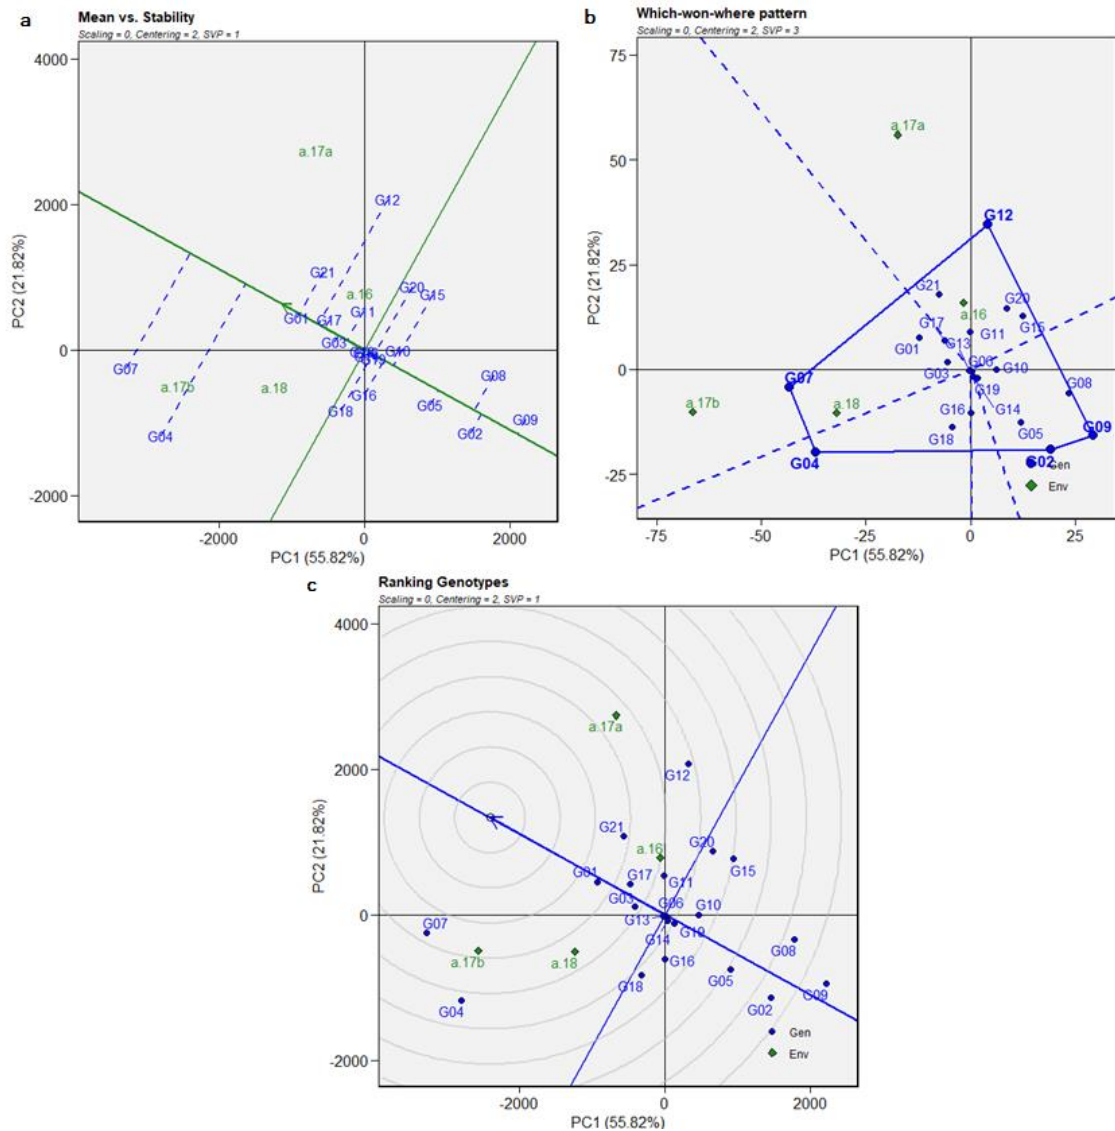 a
Mean vs. Stability
Scaling = 0, Centering = 2, SVP = 1
4000
2000
0
-2000
PC2 (21.82%)
a.17a
G12
G21
a.16
G20
G15
G01
G17
G11
G03
G10
G19
G07
a.17b
a.18
G08
G16
G18
G05
G04
G02
G09
-2000
0
2000
PC1 (55.82%)
b
Which-won-where pattern
Scaling = 0, Centering = 2, SVP = 3
75
50
25
0
-25
PC2 (21.82%)
a.17a
G12
G21
G20
a.16
G17
G15
G11
G01
G13
G06
G03
G10
G07
G19
G08
a.17b
a.18
G16
G14
G18
G05
G09
G04
G02
Gen
Env
-75
-50
-25
0
25
PC1 (55.82%)
c
Ranking Genotypes
Scaling = 0, Centering = 2, SVP = 1
4000
2000
0
-2000
PC2 (21.82%)
a.17a
G12
G21
a.16
G20
G01
G17
G11
G15
G03
G06
G10
G13
G07
G14
G19
a.17b
a.18
G16
G08
G18
G05
G04
G02
G09
Gen
Env
-2000
0
2000
PC1 (55.82%)